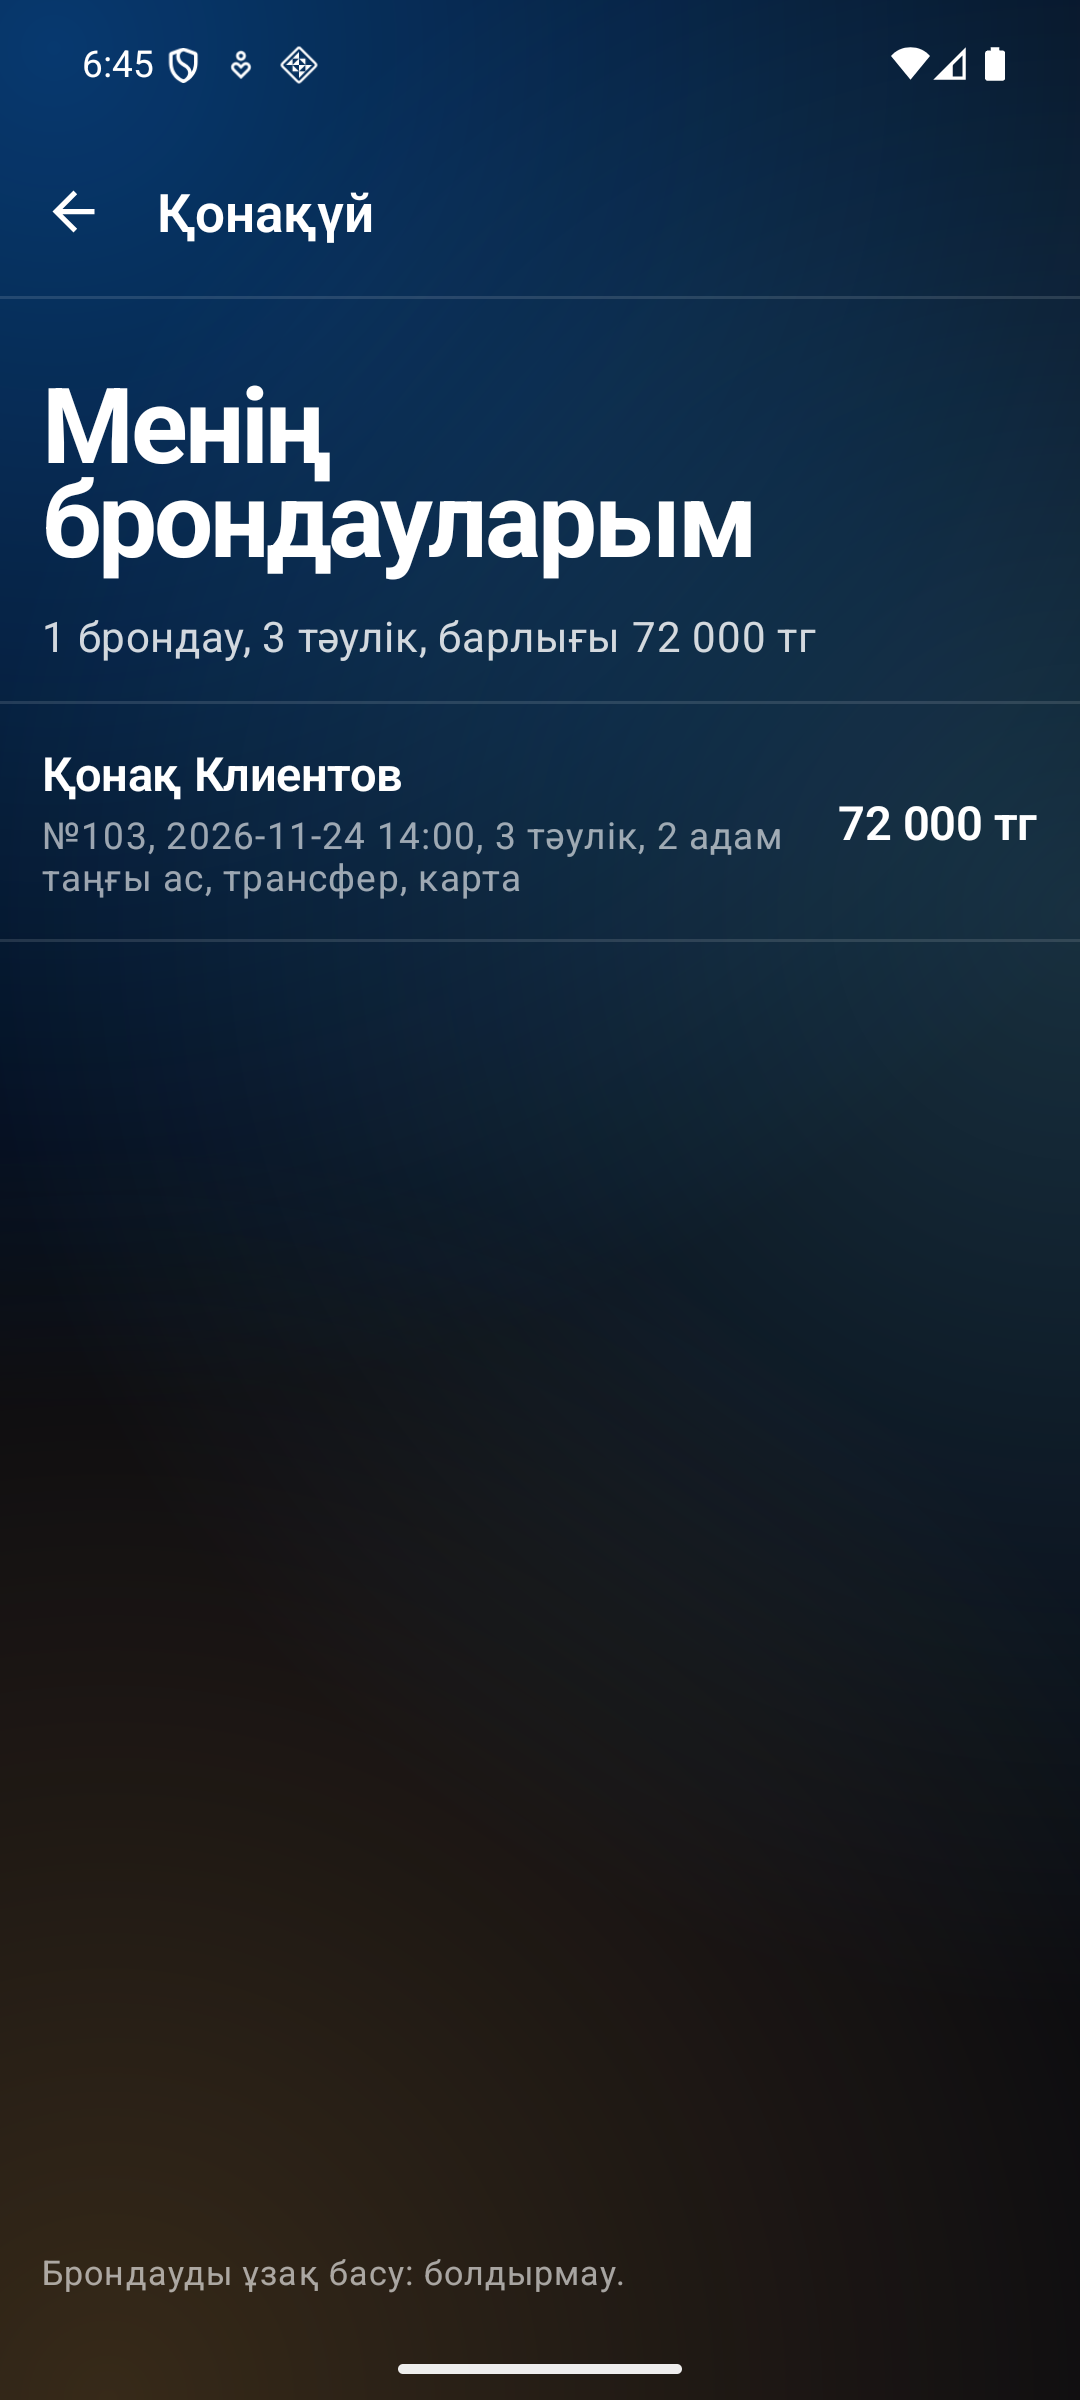 6:45
Қонақүй
Менің
брондауларым
1 брондау, 3 тәулік, барлығы 72 000 тг
Қонақ Клиентов
№103, 2026-11-24 14:00, 3 тәулік, 2 адам
таңғы ас, трансфер, карта
72 000 тг
Брондауды ұзақ басу: болдырмау.